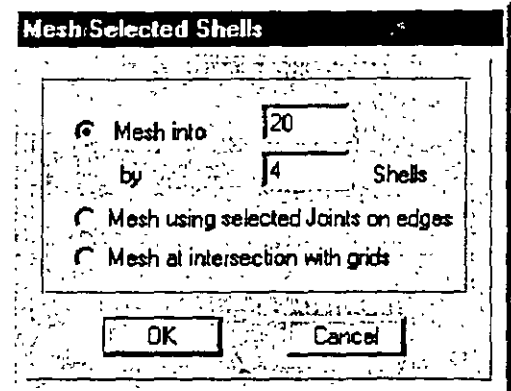 Mesh Selected Shells
Mesh into 20
by 4 Shells
Mesh using selected Joints on edges
Mesh at intersection with grids
OK Cancel